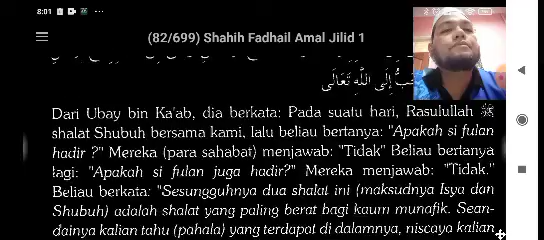 8:01
(82/699) Shahih Fadhail Amal Jilid 1
إِلَى اللَّهِ تَعَالَى
Dari Ubay bin Ka'ab, dia berkata: Pada suatu hari, Rasulullah ﷺ
shalat Shubuh bersama kami, lalu beliau bertanya: "Apakah si fulan
hadir ?" Mereka (para sahabat) menjawab: "Tidak" Beliau bertanya
lagi: "Apakah si fulan juga hadir?" Mereka menjawab: "Tidak."
Beliau berkata: "Sesungguhnya dua shalat ini (maksudnya Isya dan
Shubuh) adalah shalat yang paling berat bagi kaum munafik. Sean-
dainya kalian tahu (pahala) yang terdapat di dalamnya, niscaya kalian